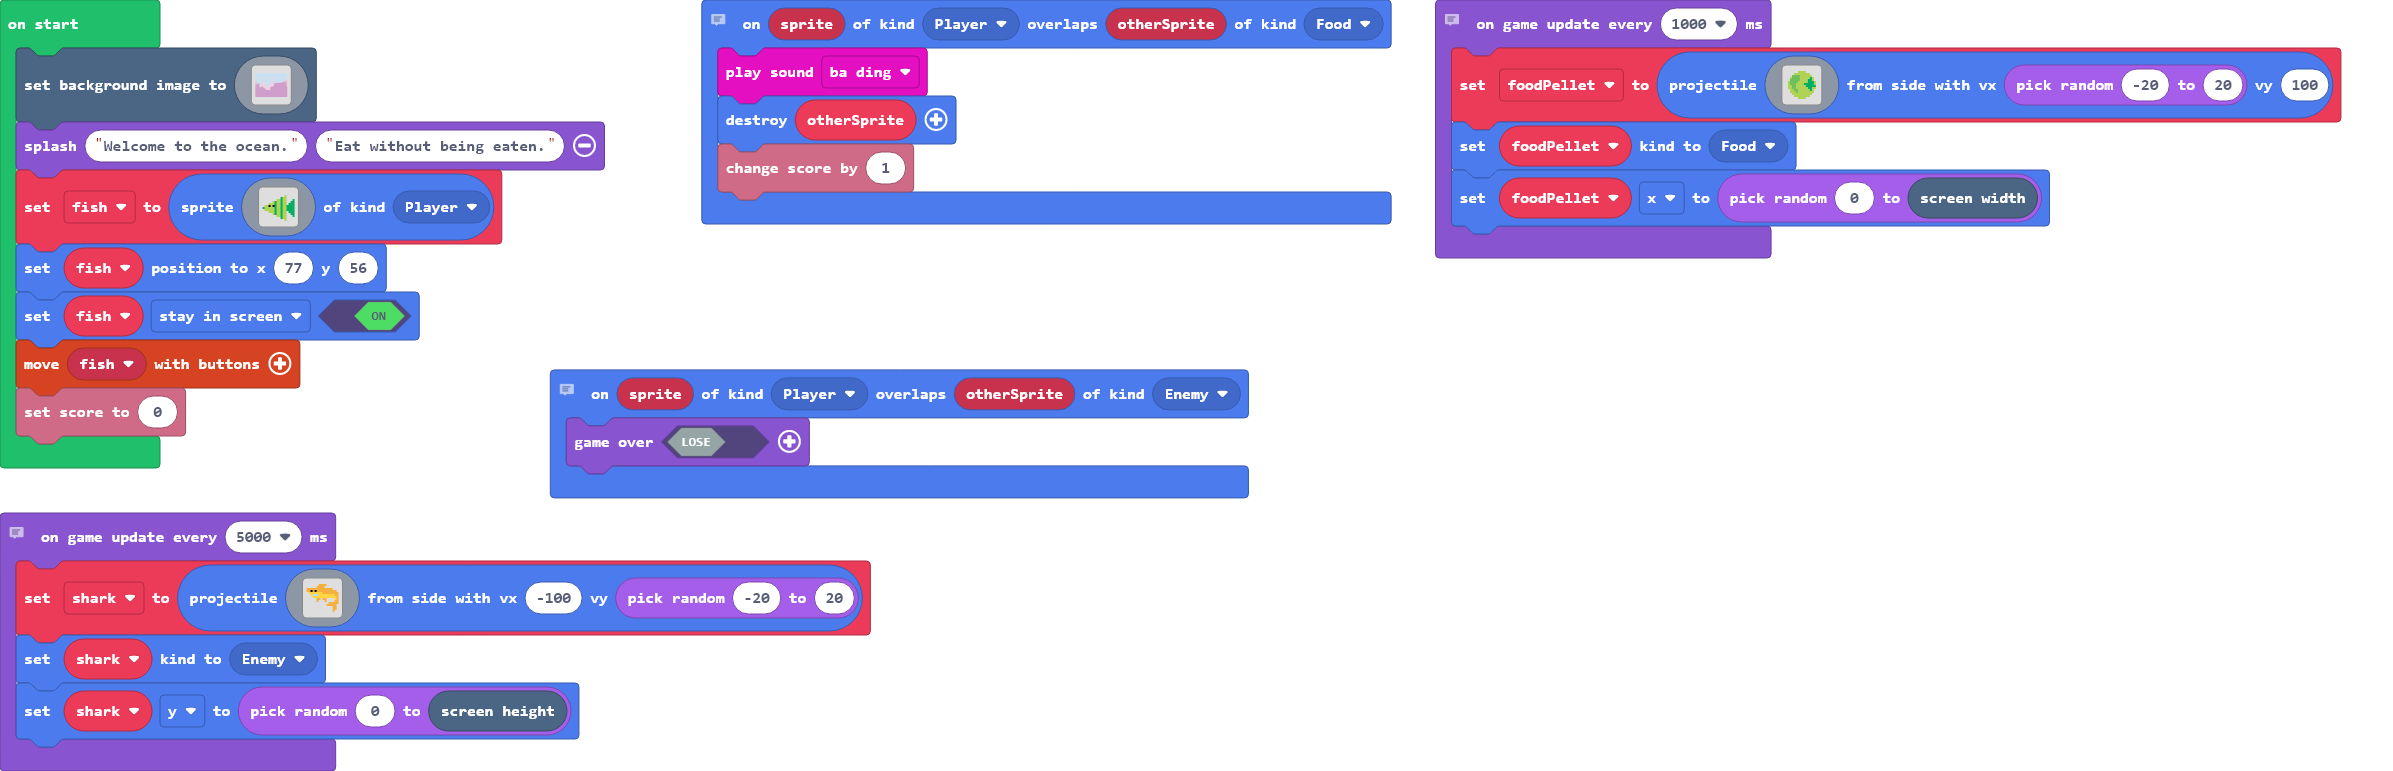 on start
set background image to
splash "Welcome to the ocean." "Eat without being eaten."
set fish to sprite of kind Player
set fish position to x 77 y 56
set fish stay in screen ON
move fish with buttons
set score to 0
on sprite of kind Player overlaps otherSprite of kind Food
play sound ba ding
destroy otherSprite
change score by 1
on game update every 1000 ms
set foodPellet to projectile from side with vx pick random -20 to 20 vy 100
set foodPellet kind to Food
set foodPellet x to pick random 0 to screen width
on sprite of kind Player overlaps otherSprite of kind Enemy
game over LOSE
on game update every 5000 ms
set shark to projectile from side with vx -100 vy pick random -20 to 20
set shark kind to Enemy
set shark y to pick random 0 to screen height